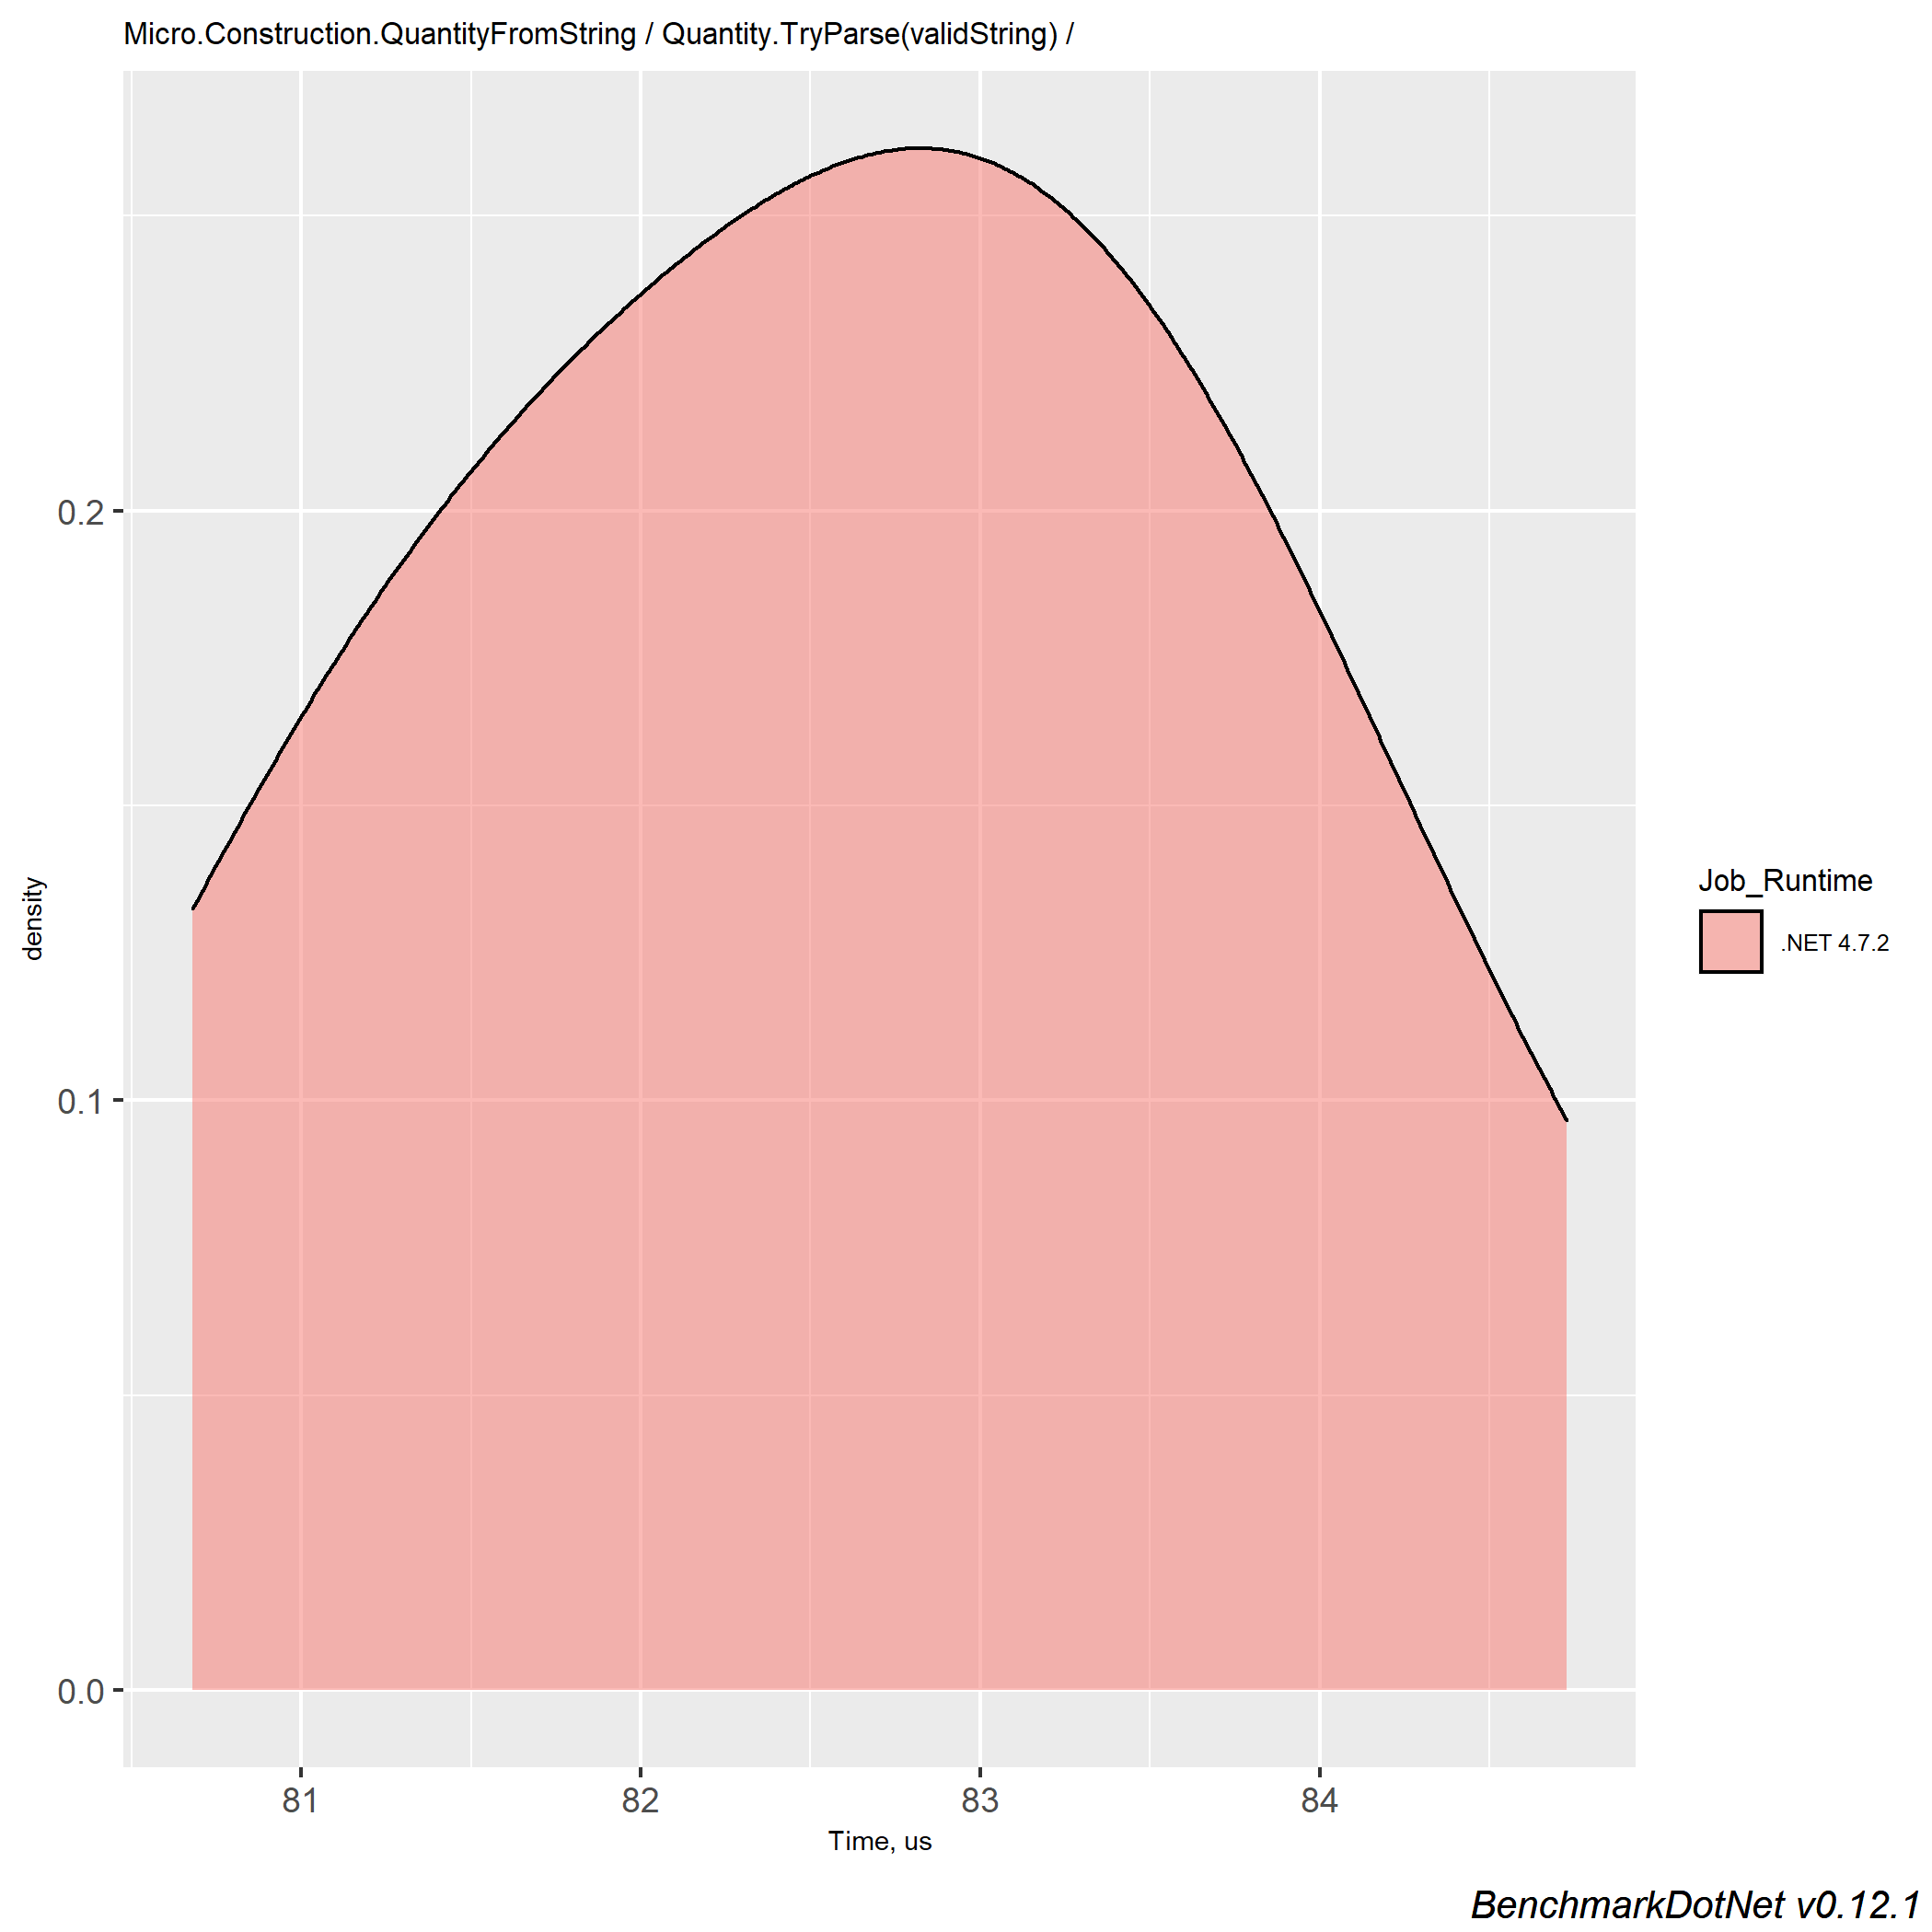 Micro.Construction.QuantityFromString / Quantity.TryParse(validString) /
density
0.2
0.1
0.0
81 82 83 84
Time, us
Job_Runtime
.NET 4.7.2
BenchmarkDotNet v0.12.1